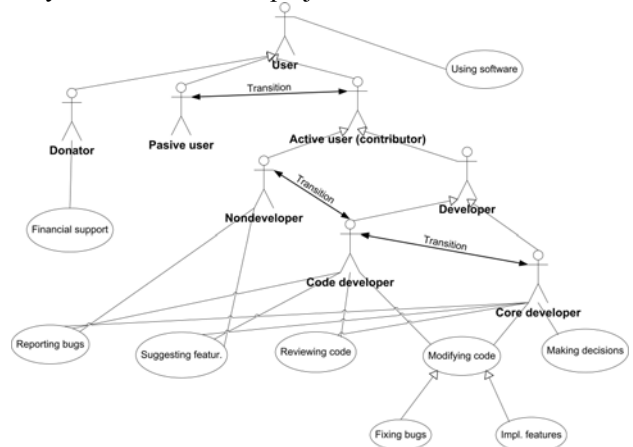 User
Using software
Transition
Donator
Pasive user
Active user (contributor)
Transition
Nondeveloper
Developer
Financial support
Transition
Code developer
Core developer
Reporting bugs
Suggesting featur.
Reviewing code
Modifying code
Making decisions
Fixing bugs
Impl. features